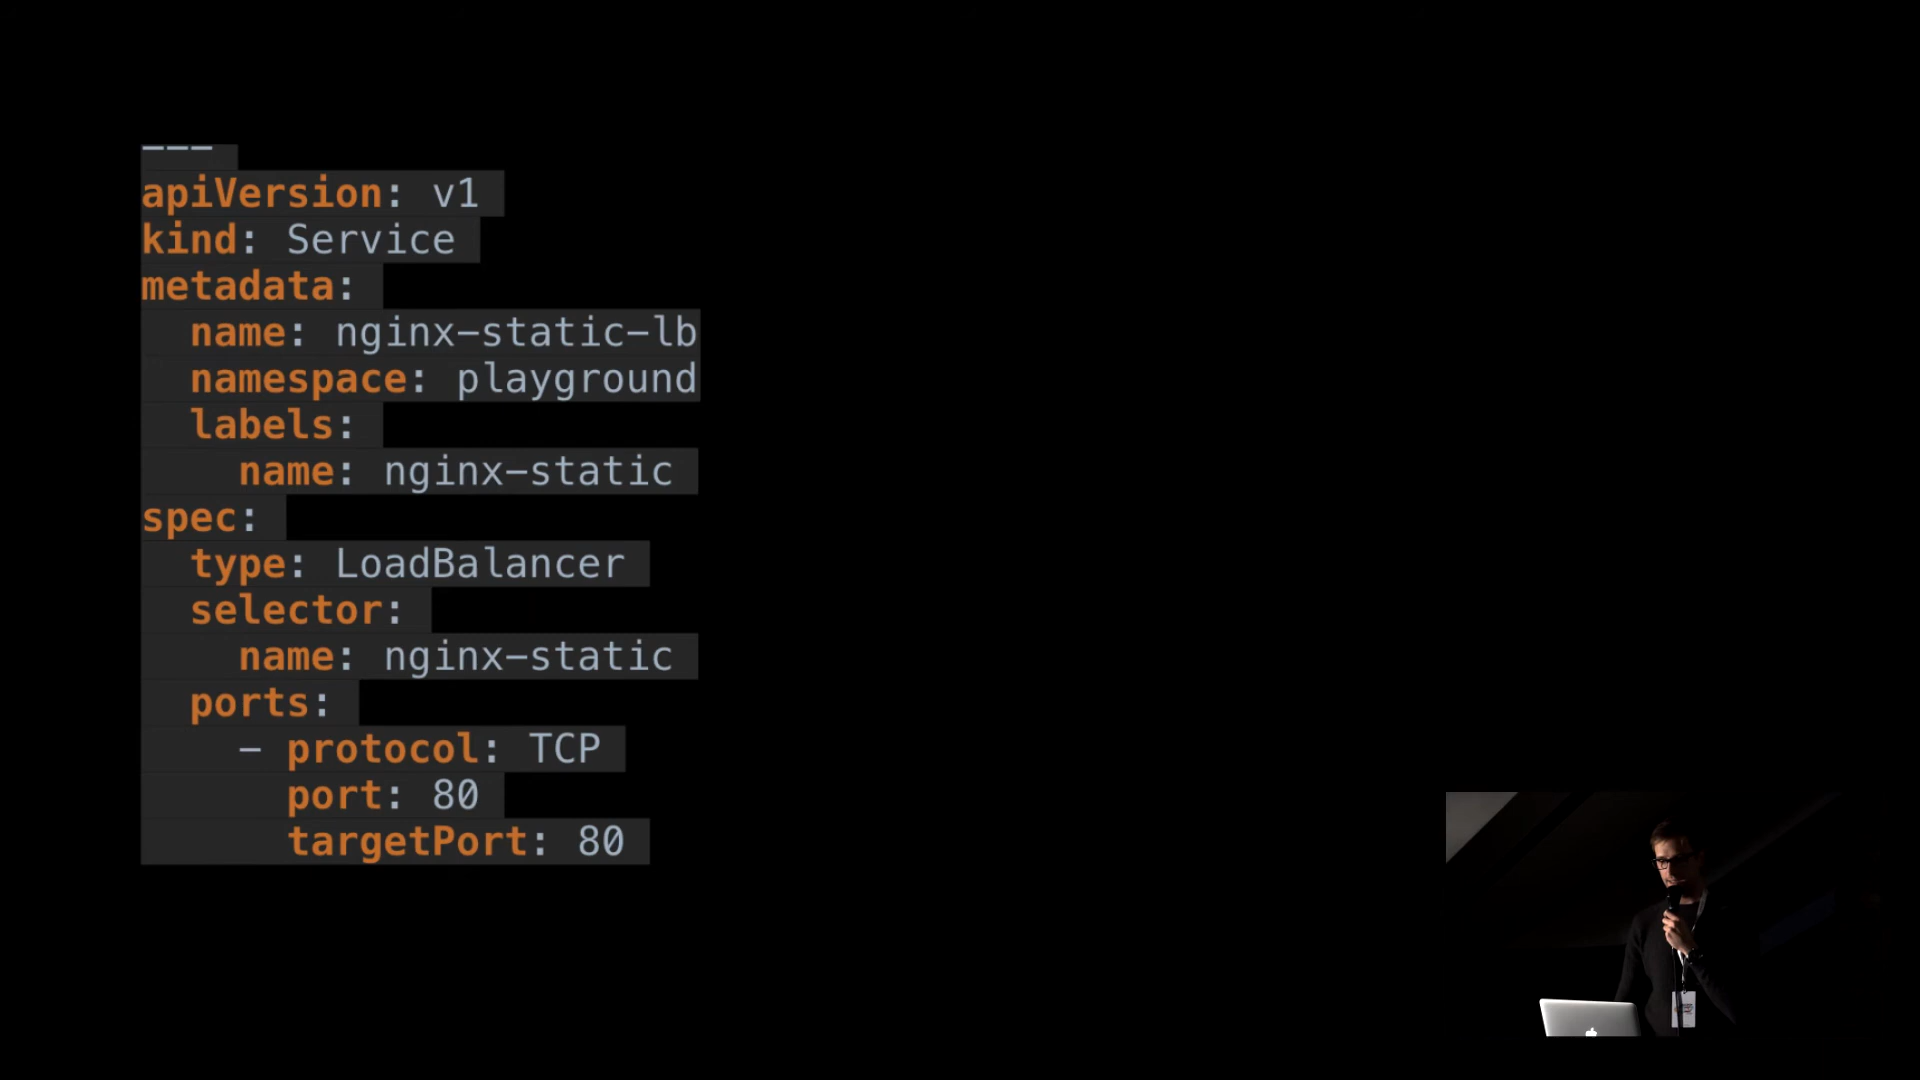 ---
apiVersion: v1
kind: Service
metadata:
  name: nginx-static-lb
  namespace: playground
  labels:
    name: nginx-static
spec:
  type: LoadBalancer
  selector:
    name: nginx-static
  ports:
    - protocol: TCP
      port: 80
      targetPort: 80